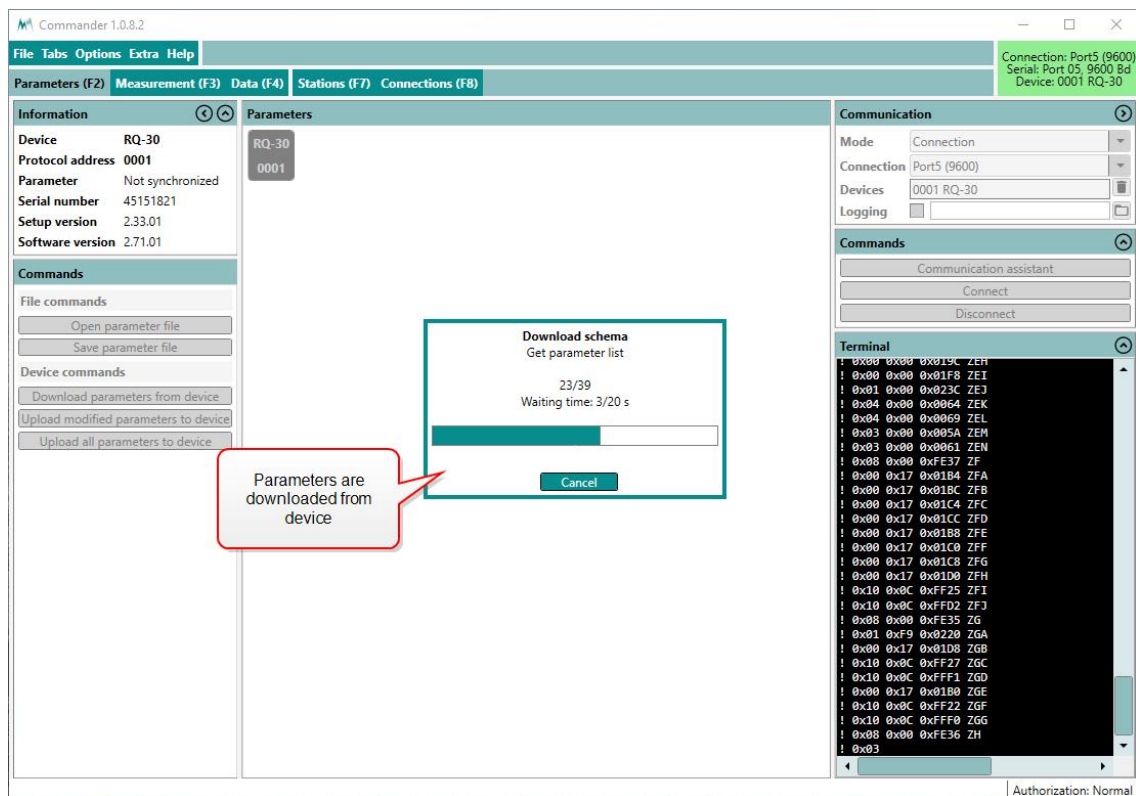 Commander 1.0.8.2
File Tabs Options Extra Help
Parameters (F2) Measurement (F3) Data (F4) Stations (F7) Connections (F8)
Connection: Port5 (9600)
Serial: Port 05, 9600 Bd
Device: 0001 RQ-30
Information
Device RQ-30
Protocol address 0001
Parameter Not synchronized
Serial number 45151821
Setup version 2.33.01
Software version 2.71.01
Commands
File commands
Open parameter file
Save parameter file
Device commands
Download parameters from device
Upload modified parameters to device
Upload all parameters to device
Parameters
RQ-30
0001
Download schema
Get parameter list
23/39
Waiting time: 3/20 s
Cancel
Parameters are
downloaded from
device
Communication
Mode Connection
Connection Port5 (9600)
Devices 0001 RQ-30
Logging
Commands
Communication assistant
Connect
Disconnect
Terminal
! 0x00 0x00 0x019C ZEH
! 0x00 0x00 0x01F8 ZEI
! 0x01 0x00 0x023C ZEJ
! 0x04 0x00 0x0064 ZEK
! 0x04 0x00 0x0069 ZEL
! 0x03 0x00 0x005A ZEM
! 0x03 0x00 0x0061 ZEN
! 0x08 0x00 0xFE37 ZF
! 0x00 0x17 0x01B4 ZFA
! 0x00 0x17 0x01BC ZFB
! 0x00 0x17 0x01C4 ZFC
! 0x00 0x17 0x01CC ZFD
! 0x00 0x17 0x01B8 ZFE
! 0x00 0x17 0x01C0 ZFF
! 0x00 0x17 0x01C8 ZFG
! 0x00 0x17 0x01D0 ZFH
! 0x10 0x0C 0xFF25 ZFI
! 0x10 0x0C 0xFFD2 ZFJ
! 0x08 0x00 0xFE35 ZG
! 0x01 0xF9 0x0220 ZGA
! 0x00 0x17 0x01D8 ZGB
! 0x10 0x0C 0xFF27 ZGC
! 0x10 0x0C 0xFFF1 ZGD
! 0x00 0x17 0x01B0 ZGE
! 0x10 0x0C 0xFF22 ZGF
! 0x10 0x0C 0xFFF0 ZGG
! 0x08 0x00 0xFE36 ZH
! 0x03
Authorization: Normal